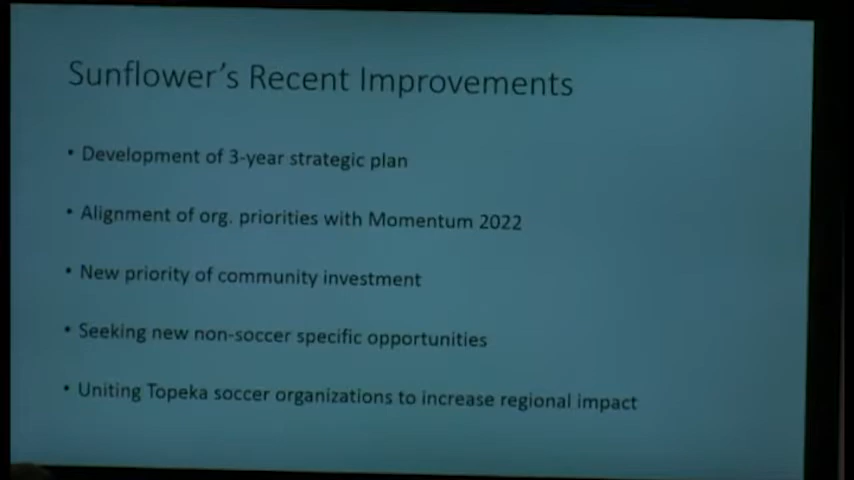 Sunflower's Recent Improvements
• Development of 3-year strategic plan
• Alignment of org. priorities with Momentum 2022
• New priority of community investment
• Seeking new non-soccer specific opportunities
• Uniting Topeka soccer organizations to increase regional impact